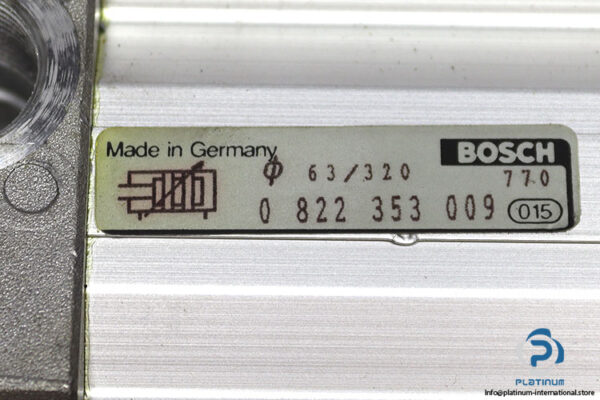 Made in Germany
BOSCH
ϕ 63/320
770
0 822 353 009
015
PLATINUM
Info@platinum-international.store